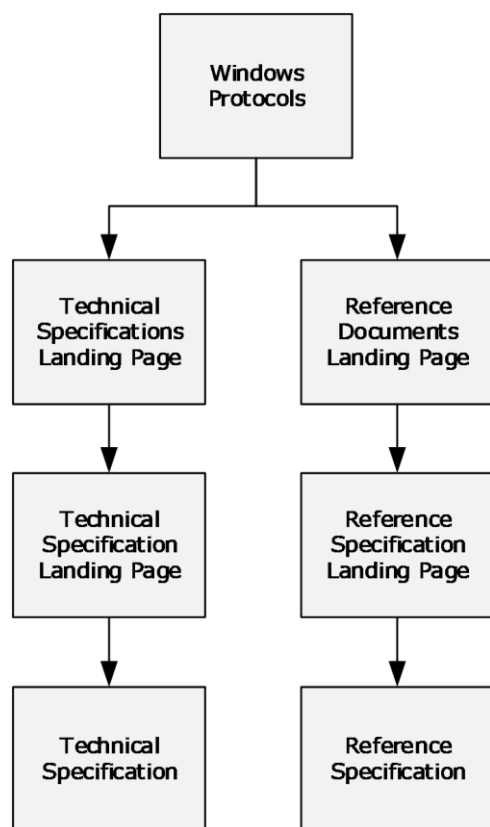 Windows
Protocols
Technical
Specifications
Landing Page
Reference
Documents
Landing Page
Technical
Specification
Landing Page
Reference
Specification
Landing Page
Technical
Specification
Reference
Specification